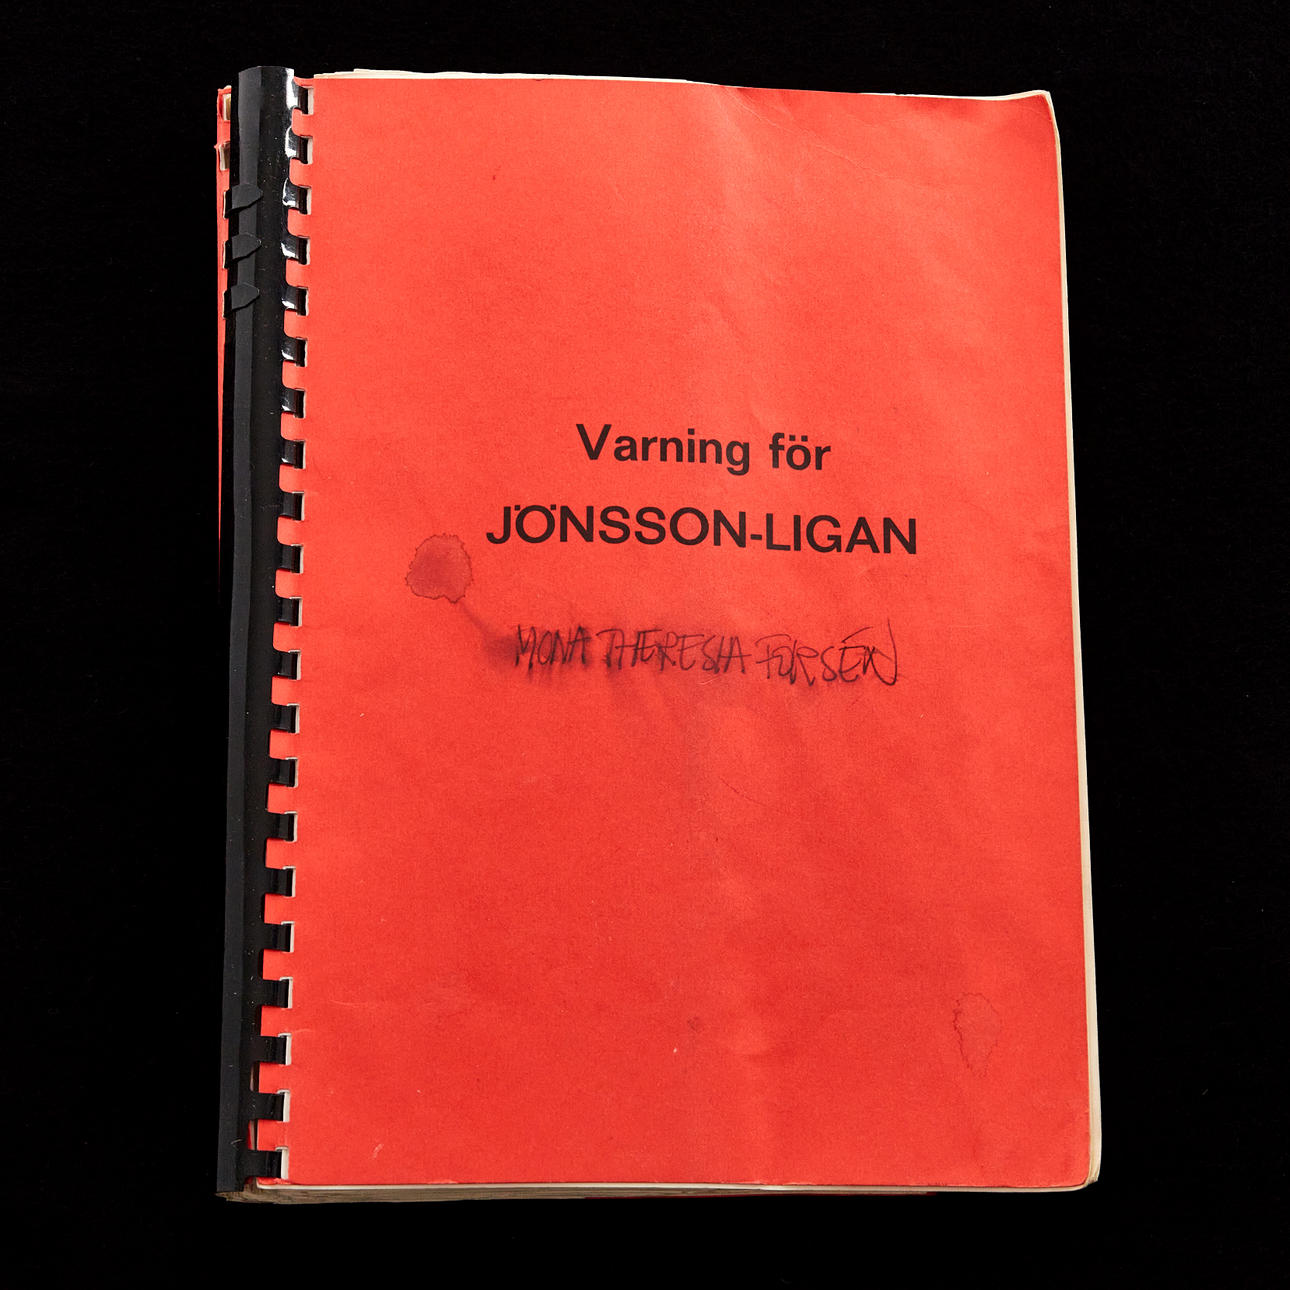 Varning för
JÖNSSON-LIGAN
MONA THERESIA FORSÉN